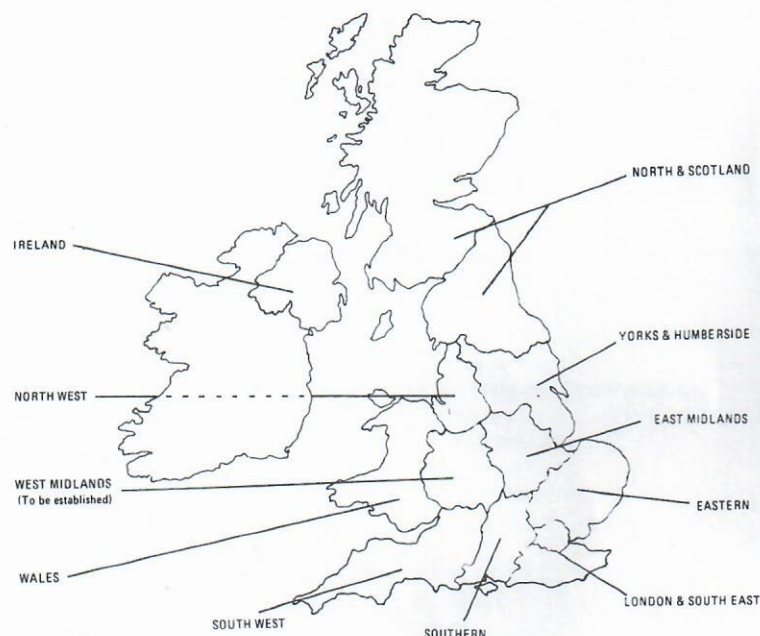 NORTH & SCOTLAND
IRELAND
YORKS & HUMBERSIDE
NORTH WEST
EAST MIDLANDS
WEST MIDLANDS
(To be established)
EASTERN
WALES
LONDON & SOUTH EAST
SOUTH WEST
SOUTHERN